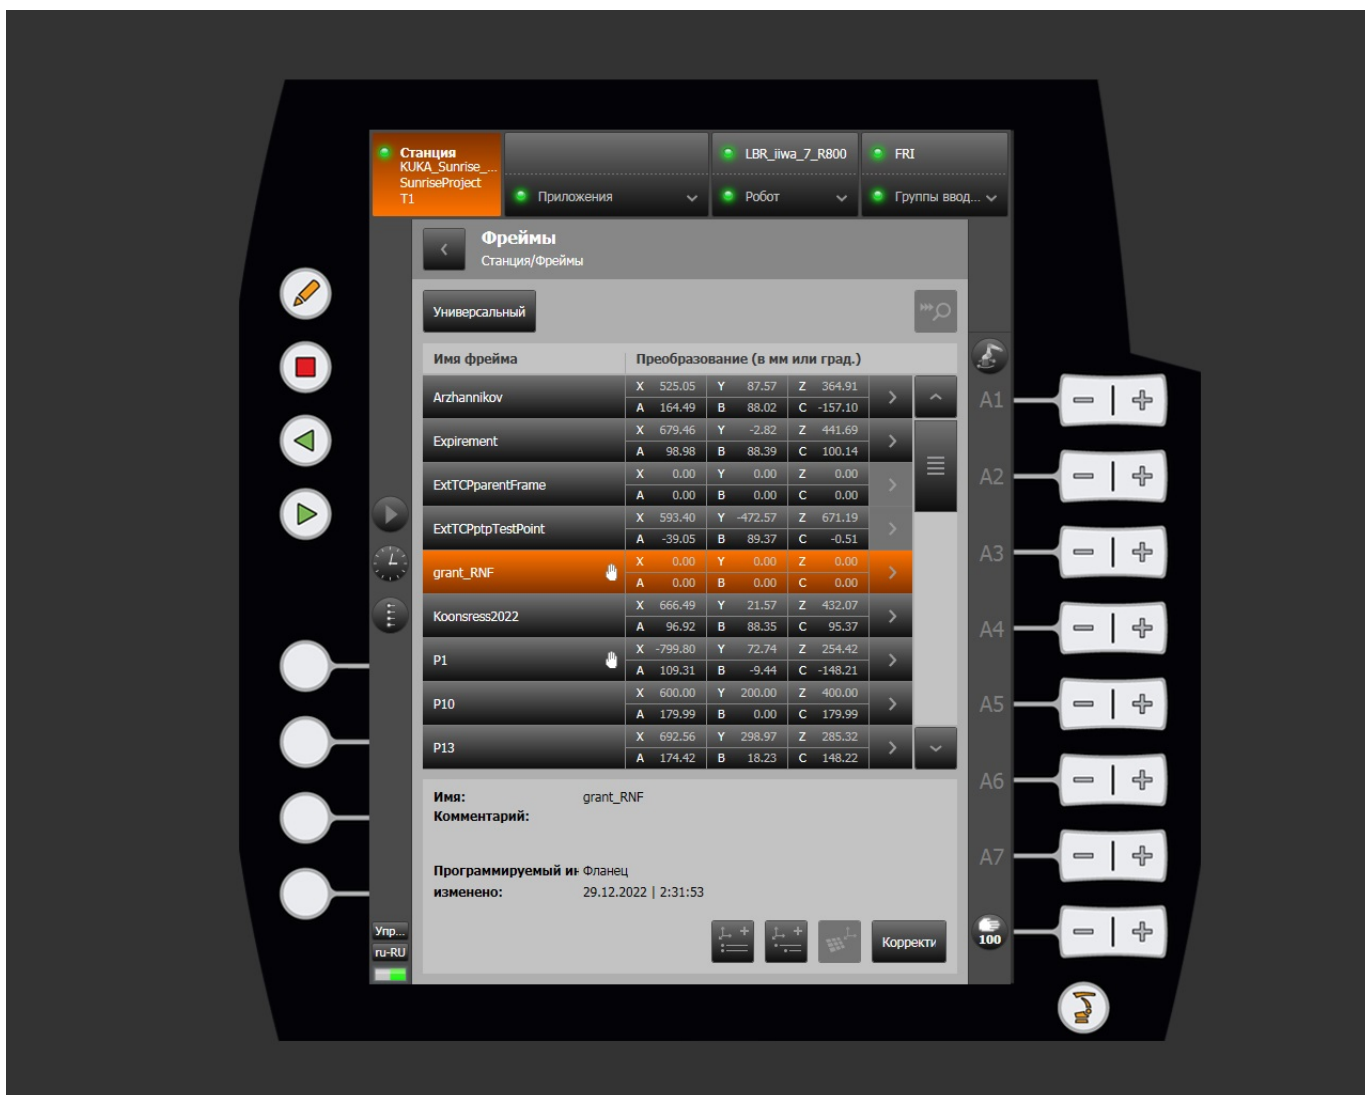 Станция
KUKA_Sunrise_...
SunriseProject
T1
Приложения
LBR_iiwa_7_R800
Робот
FRI
Группы ввод...
Фреймы
Станция/Фреймы
Универсальный
Имя фрейма Преобразование (в мм или град.)
Arzhannikov X 525.05 Y 87.57 Z 364.91
A 164.49 B 88.02 C -157.10
Expirement X 679.46 Y -2.82 Z 441.69
A 98.98 B 88.39 C 100.14
ExtTCPparentFrame X 0.00 Y 0.00 Z 0.00
A 0.00 B 0.00 C 0.00
ExtTCPptpTestPoint X 593.40 Y -472.57 Z 671.19
A -39.05 B 89.37 C -0.51
grant_RNF X 0.00 Y 0.00 Z 0.00
A 0.00 B 0.00 C 0.00
Koonsress2022 X 666.49 Y 21.57 Z 432.07
A 96.92 B 88.35 C 95.37
P1 X -799.80 Y 72.74 Z 254.42
A 109.31 B -9.44 C -148.21
P10 X 600.00 Y 200.00 Z 400.00
A 179.99 B 0.00 C 179.99
P13 X 692.56 Y 298.97 Z 285.32
A 174.42 B 18.23 C 148.22
Имя: grant_RNF
Комментарий:
Программируемый ин Фланец
изменено: 29.12.2022 | 2:31:53
Корректи
Упр...
ru-RU
A1
A2
A3
A4
A5
A6
A7
100